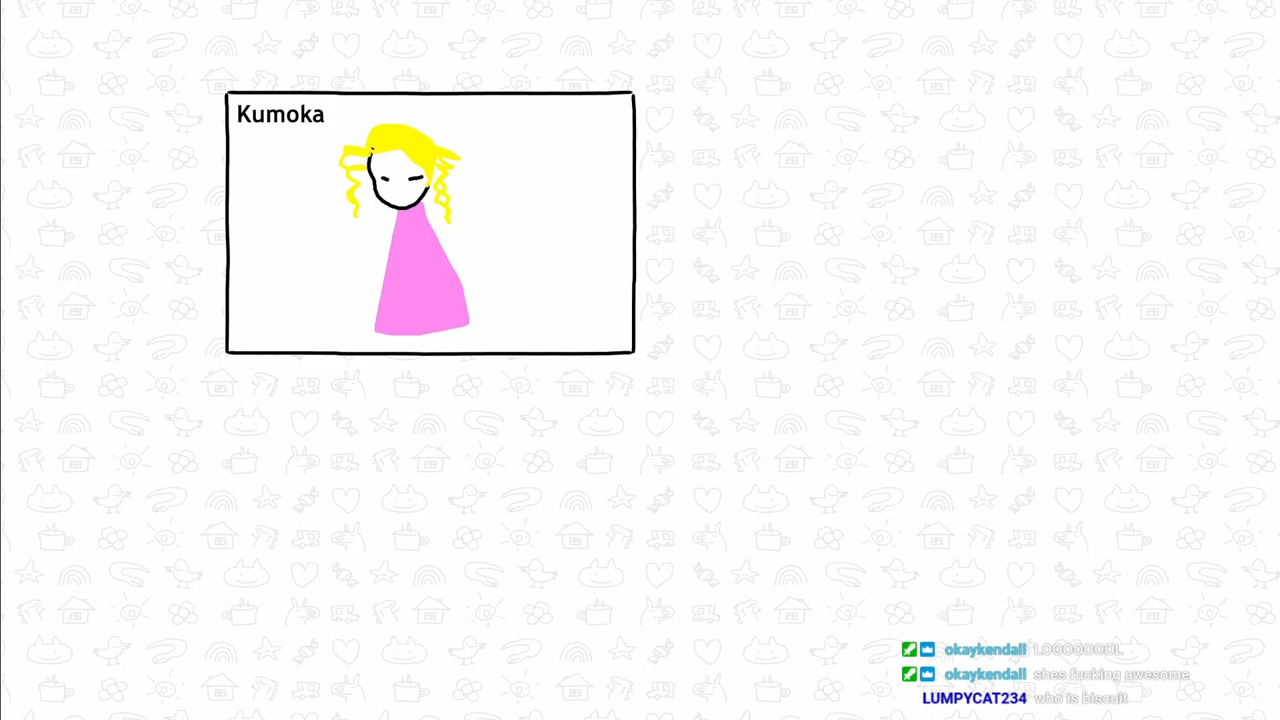 Kumoka
okaykendall LOOOOOOOL
okaykendall shes fucking awesome
LUMPYCAT234 who is biscuit